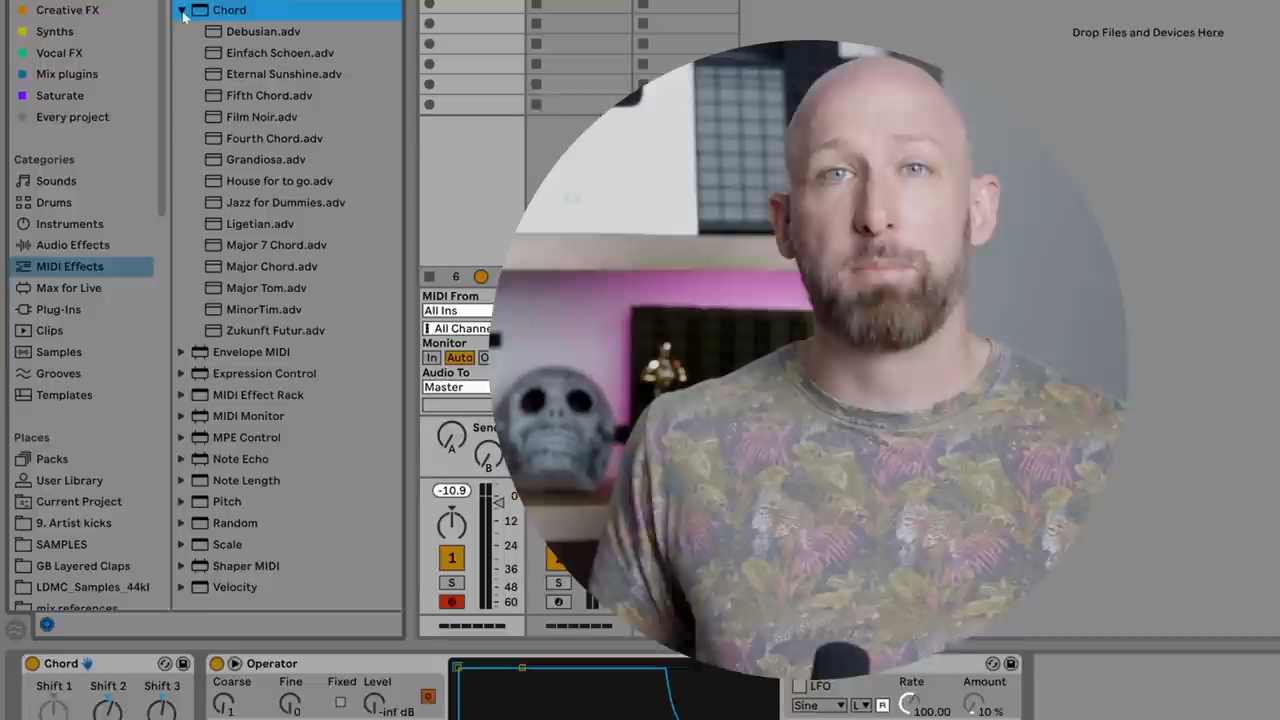 Creative FX
Synths
Vocal FX
Mix plugins
Saturate
Every project
Categories
Sounds
Drums
Instruments
Audio Effects
MIDI Effects
Max for Live
Plug-Ins
Clips
Samples
Grooves
Templates
Places
Packs
User Library
Current Project
9. Artist kicks
SAMPLES
GB Layered Claps
LDMC_Samples_44kl
mix references
Chord
Debusian.adv
Einfach Schoen.adv
Eternal Sunshine.adv
Fifth Chord.adv
Film Noir.adv
Fourth Chord.adv
Grandiosa.adv
House for to go.adv
Jazz for Dummies.adv
Ligetian.adv
Major 7 Chord.adv
Major Chord.adv
Major Tom.adv
MinorTim.adv
Zukunft Futur.adv
Envelope MIDI
Expression Control
MIDI Effect Rack
MIDI Monitor
MPE Control
Note Echo
Note Length
Pitch
Random
Scale
Shaper MIDI
Velocity
6
MIDI From
All Ins
All Channe
Monitor
In Auto O
Audio To
Master
Send
A
B
-10.9
0
12
24
36
48
60
1
S
S
Drop Files and Devices Here
Chord
Shift 1 Shift 2 Shift 3
Operator
Coarse Fine Fixed Level
1 0 -inf dB
LFO Rate Amount
Sine L R 100.00 10 %